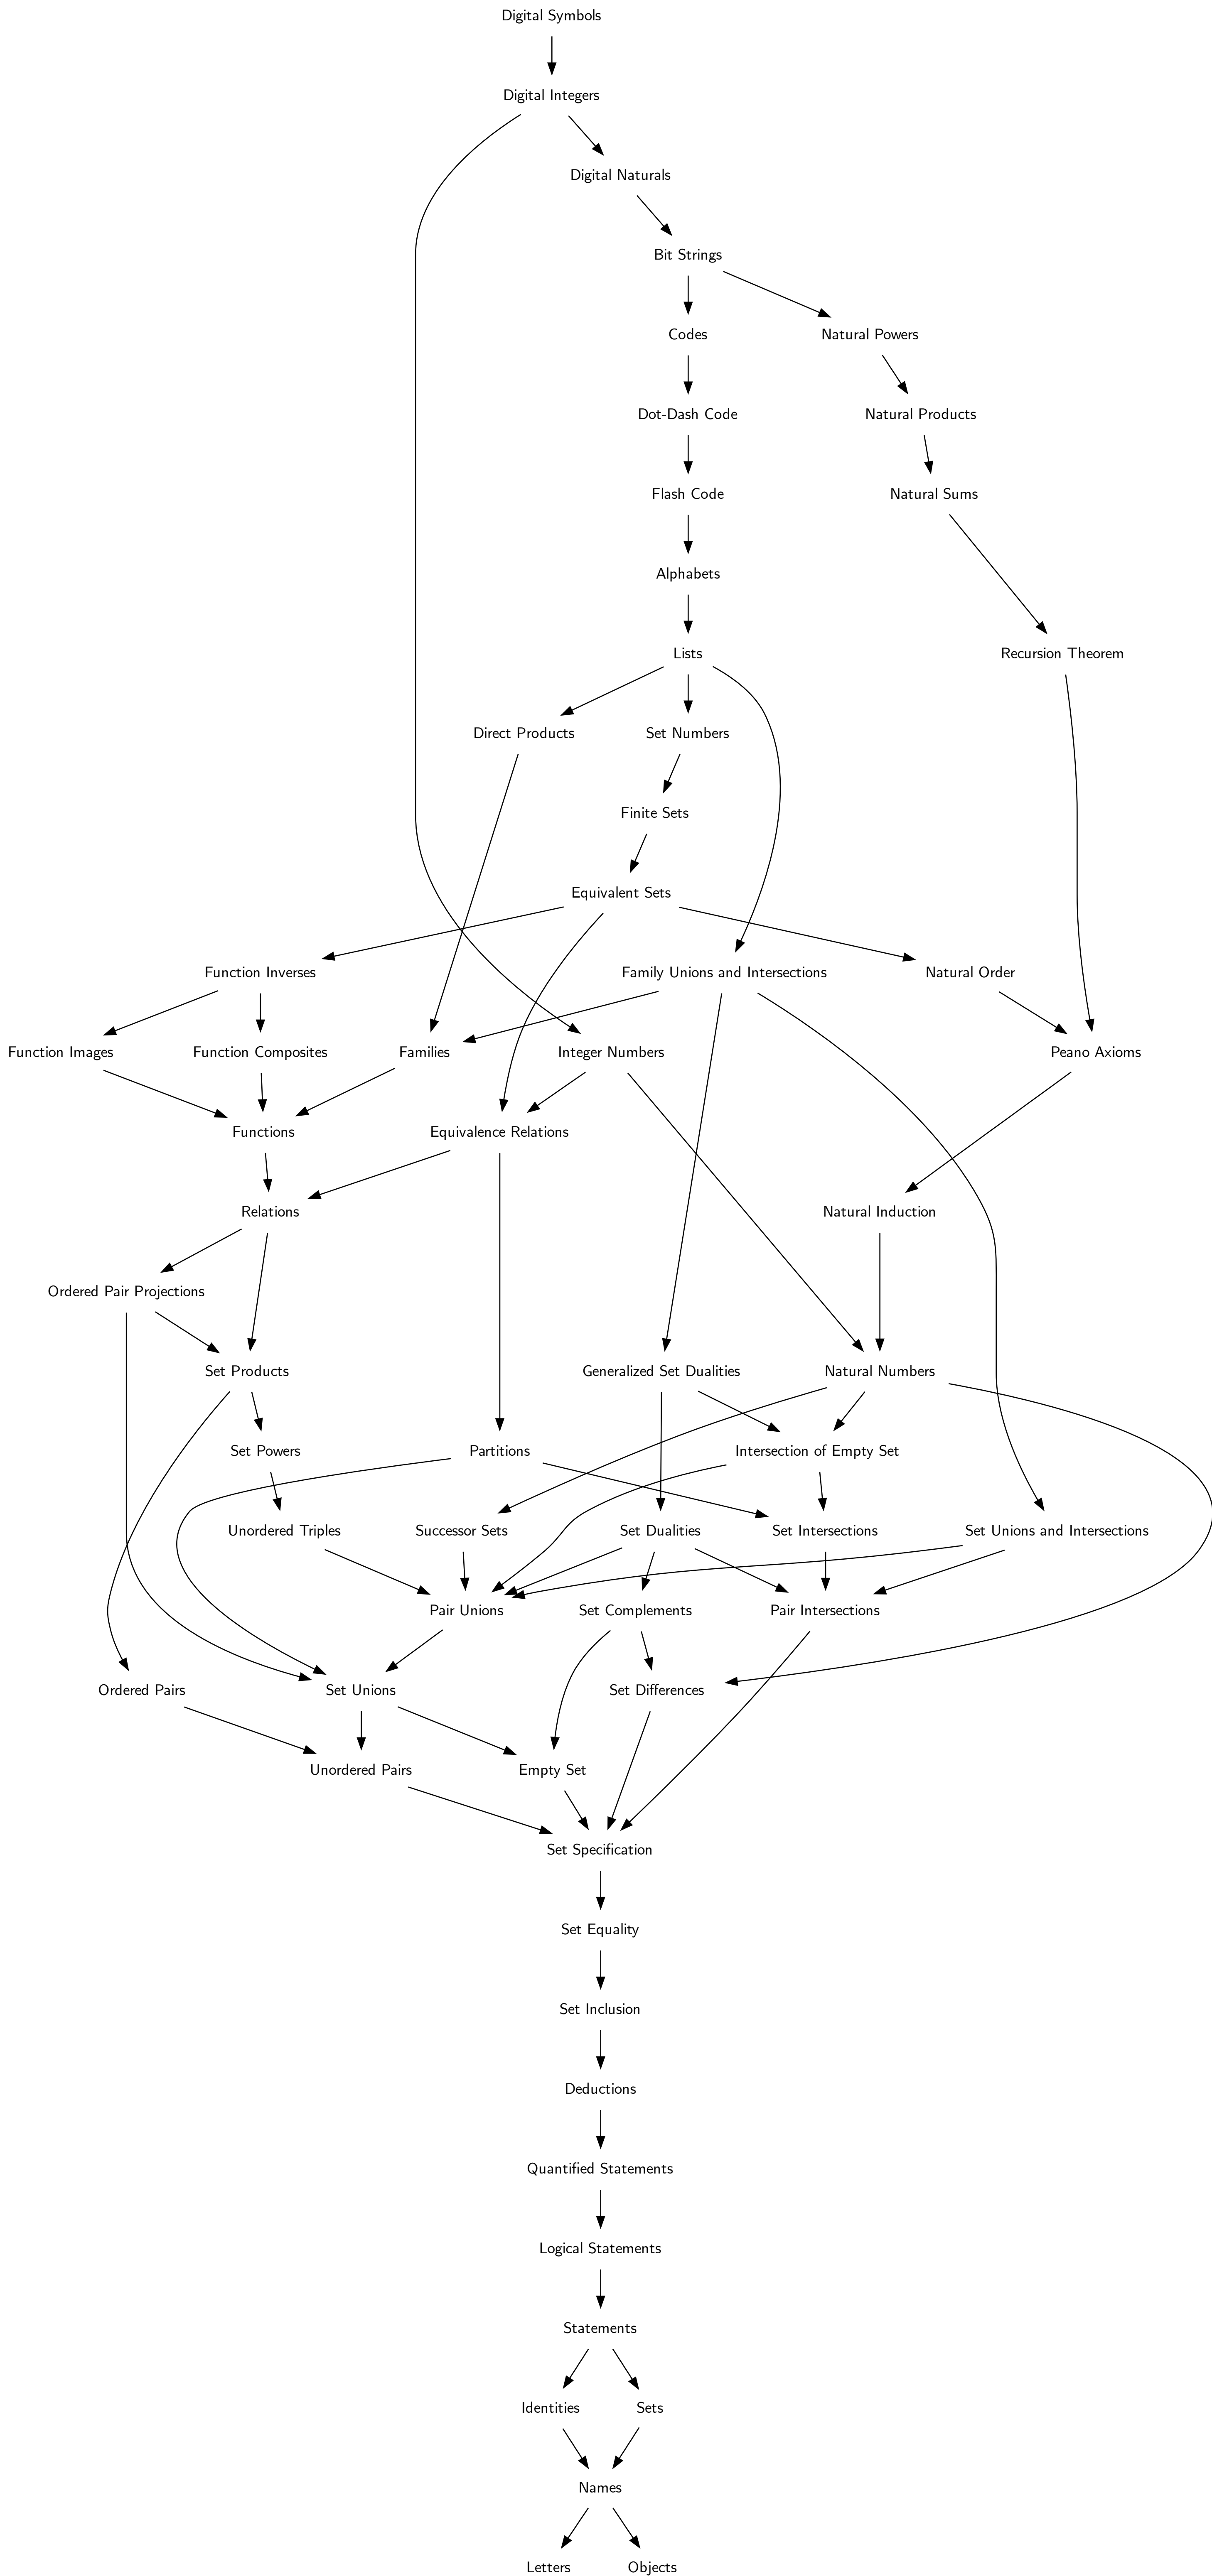 Digital Symbols
Digital Integers
Digital Naturals
Bit Strings
Codes
Natural Powers
Dot-Dash Code
Natural Products
Flash Code
Natural Sums
Alphabets
Lists
Recursion Theorem
Direct Products
Set Numbers
Finite Sets
Equivalent Sets
Function Inverses
Family Unions and Intersections
Natural Order
Function Images
Function Composites
Families
Integer Numbers
Peano Axioms
Functions
Equivalence Relations
Relations
Natural Induction
Ordered Pair Projections
Set Products
Generalized Set Dualities
Natural Numbers
Set Powers
Partitions
Intersection of Empty Set
Unordered Triples
Successor Sets
Set Dualities
Set Intersections
Set Unions and Intersections
Pair Unions
Set Complements
Pair Intersections
Ordered Pairs
Set Unions
Set Differences
Unordered Pairs
Empty Set
Set Specification
Set Equality
Set Inclusion
Deductions
Quantified Statements
Logical Statements
Statements
Identities
Sets
Names
Letters
Objects